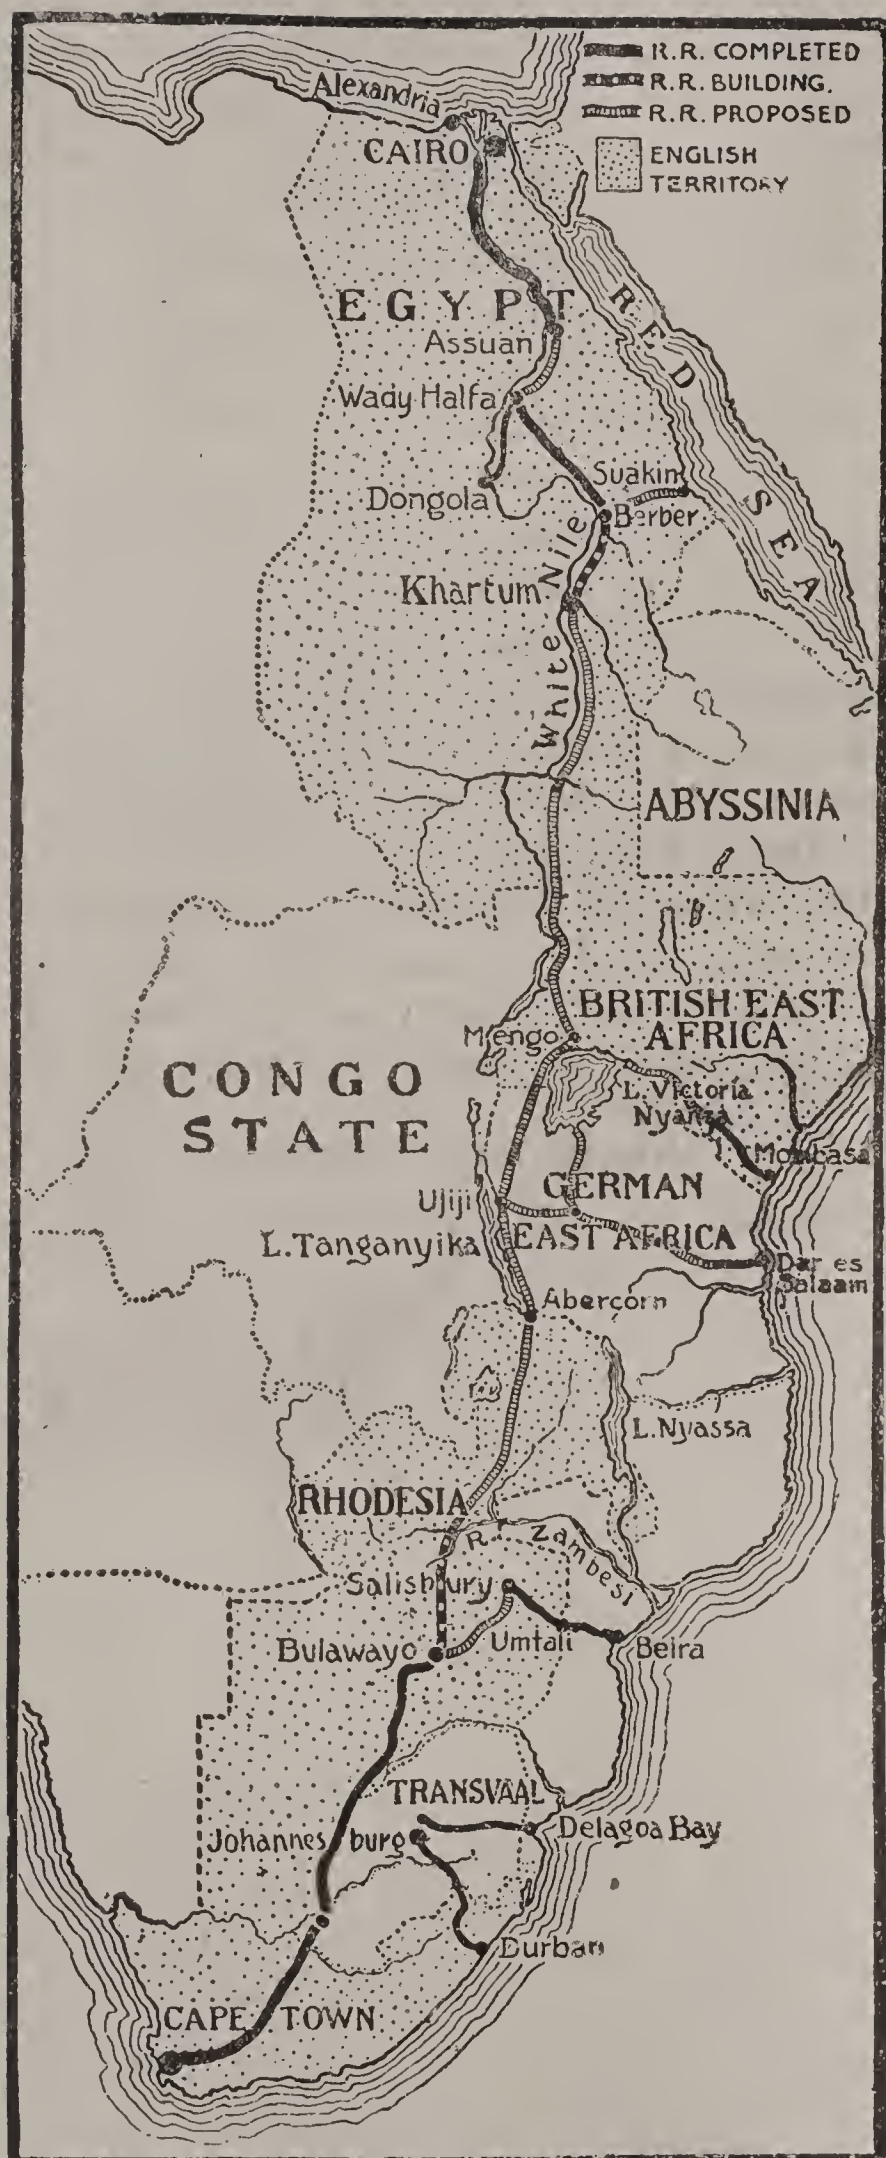 R.R. COMPLETED
R.R. BUILDING.
R.R. PROPOSED
ENGLISH
TERRITORY
Alexandria
CAIRO
RED SEA
EGYPT
Assuan
Wady Halfa
Suakin
Dongola
Berber
White Nile
Khartum
ABYSSINIA
BRITISH EAST
AFRICA
Mengo
CONGO
STATE
L. Victoria
Nyanza
Mombasa
Ujiji
GERMAN
EAST AFRICA
L. Tanganyika
Dar es
Salaam
Abercorn
L. Nyassa
RHODESIA
R. Zambesi
Salisbury
Umtali
Beira
Bulawayo
TRANSVAAL
Johannesburg
Delagoa Bay
Durban
CAPE TOWN